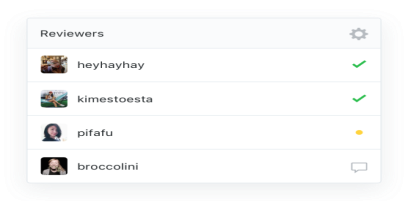 Reviewers
heyhayhay
kimestoesta
pifafu
broccolini